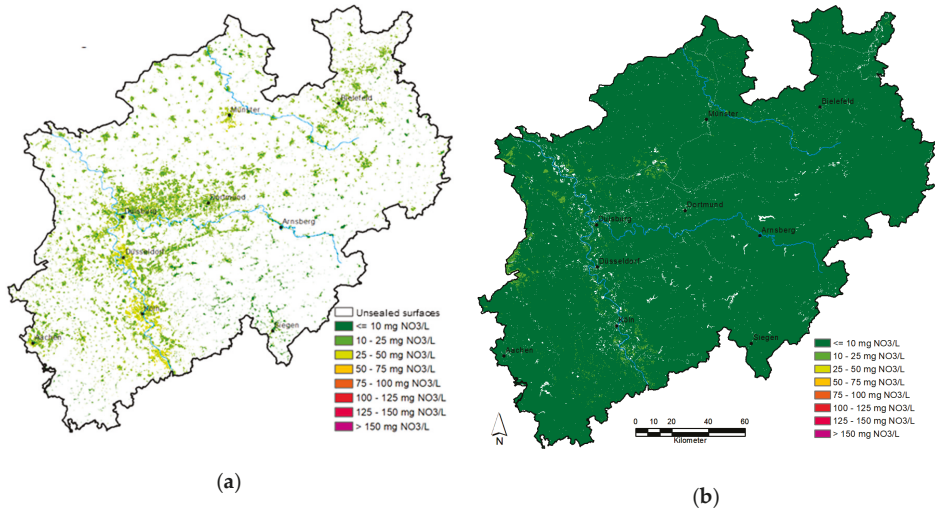 Bielefeld
Münster
Dortmund
Duisburg
Arnsberg
Düsseldorf
Köln
Siegen
Aachen
Unsealed surfaces
<= 10 mg NO3/L
10 - 25 mg NO3/L
25 - 50 mg NO3/L
50 - 75 mg NO3/L
75 - 100 mg NO3/L
100 - 125 mg NO3/L
125 - 150 mg NO3/L
> 150 mg NO3/L
(a)
Bielefeld
Münster
Dortmund
Duisburg
Arnsberg
Düsseldorf
Köln
Siegen
Aachen
<= 10 mg NO3/L
10 - 25 mg NO3/L
25 - 50 mg NO3/L
50 - 75 mg NO3/L
75 - 100 mg NO3/L
100 - 125 mg NO3/L
125 - 150 mg NO3/L
> 150 mg NO3/L
N
0 10 20 40 60
Kilometer
(b)